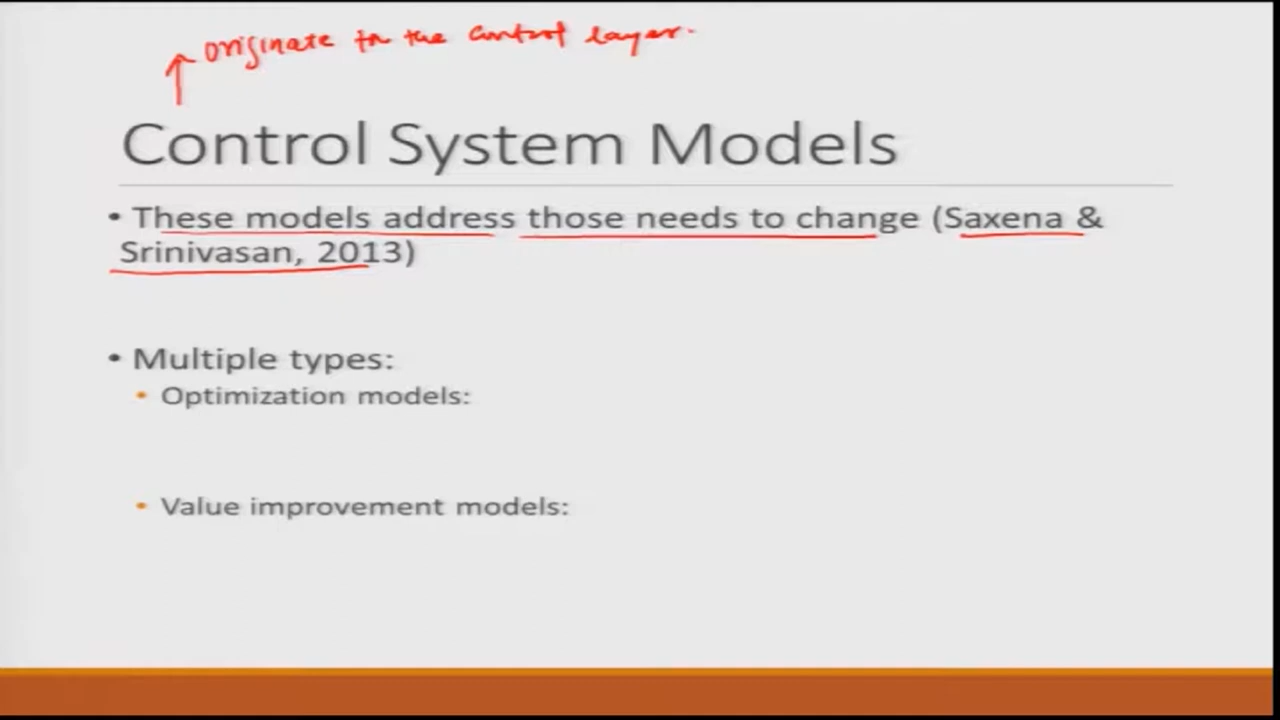 originate in the control layer.
Control System Models
• These models address those needs to change (Saxena &
Srinivasan, 2013)
• Multiple types:
• Optimization models:
• Value improvement models: